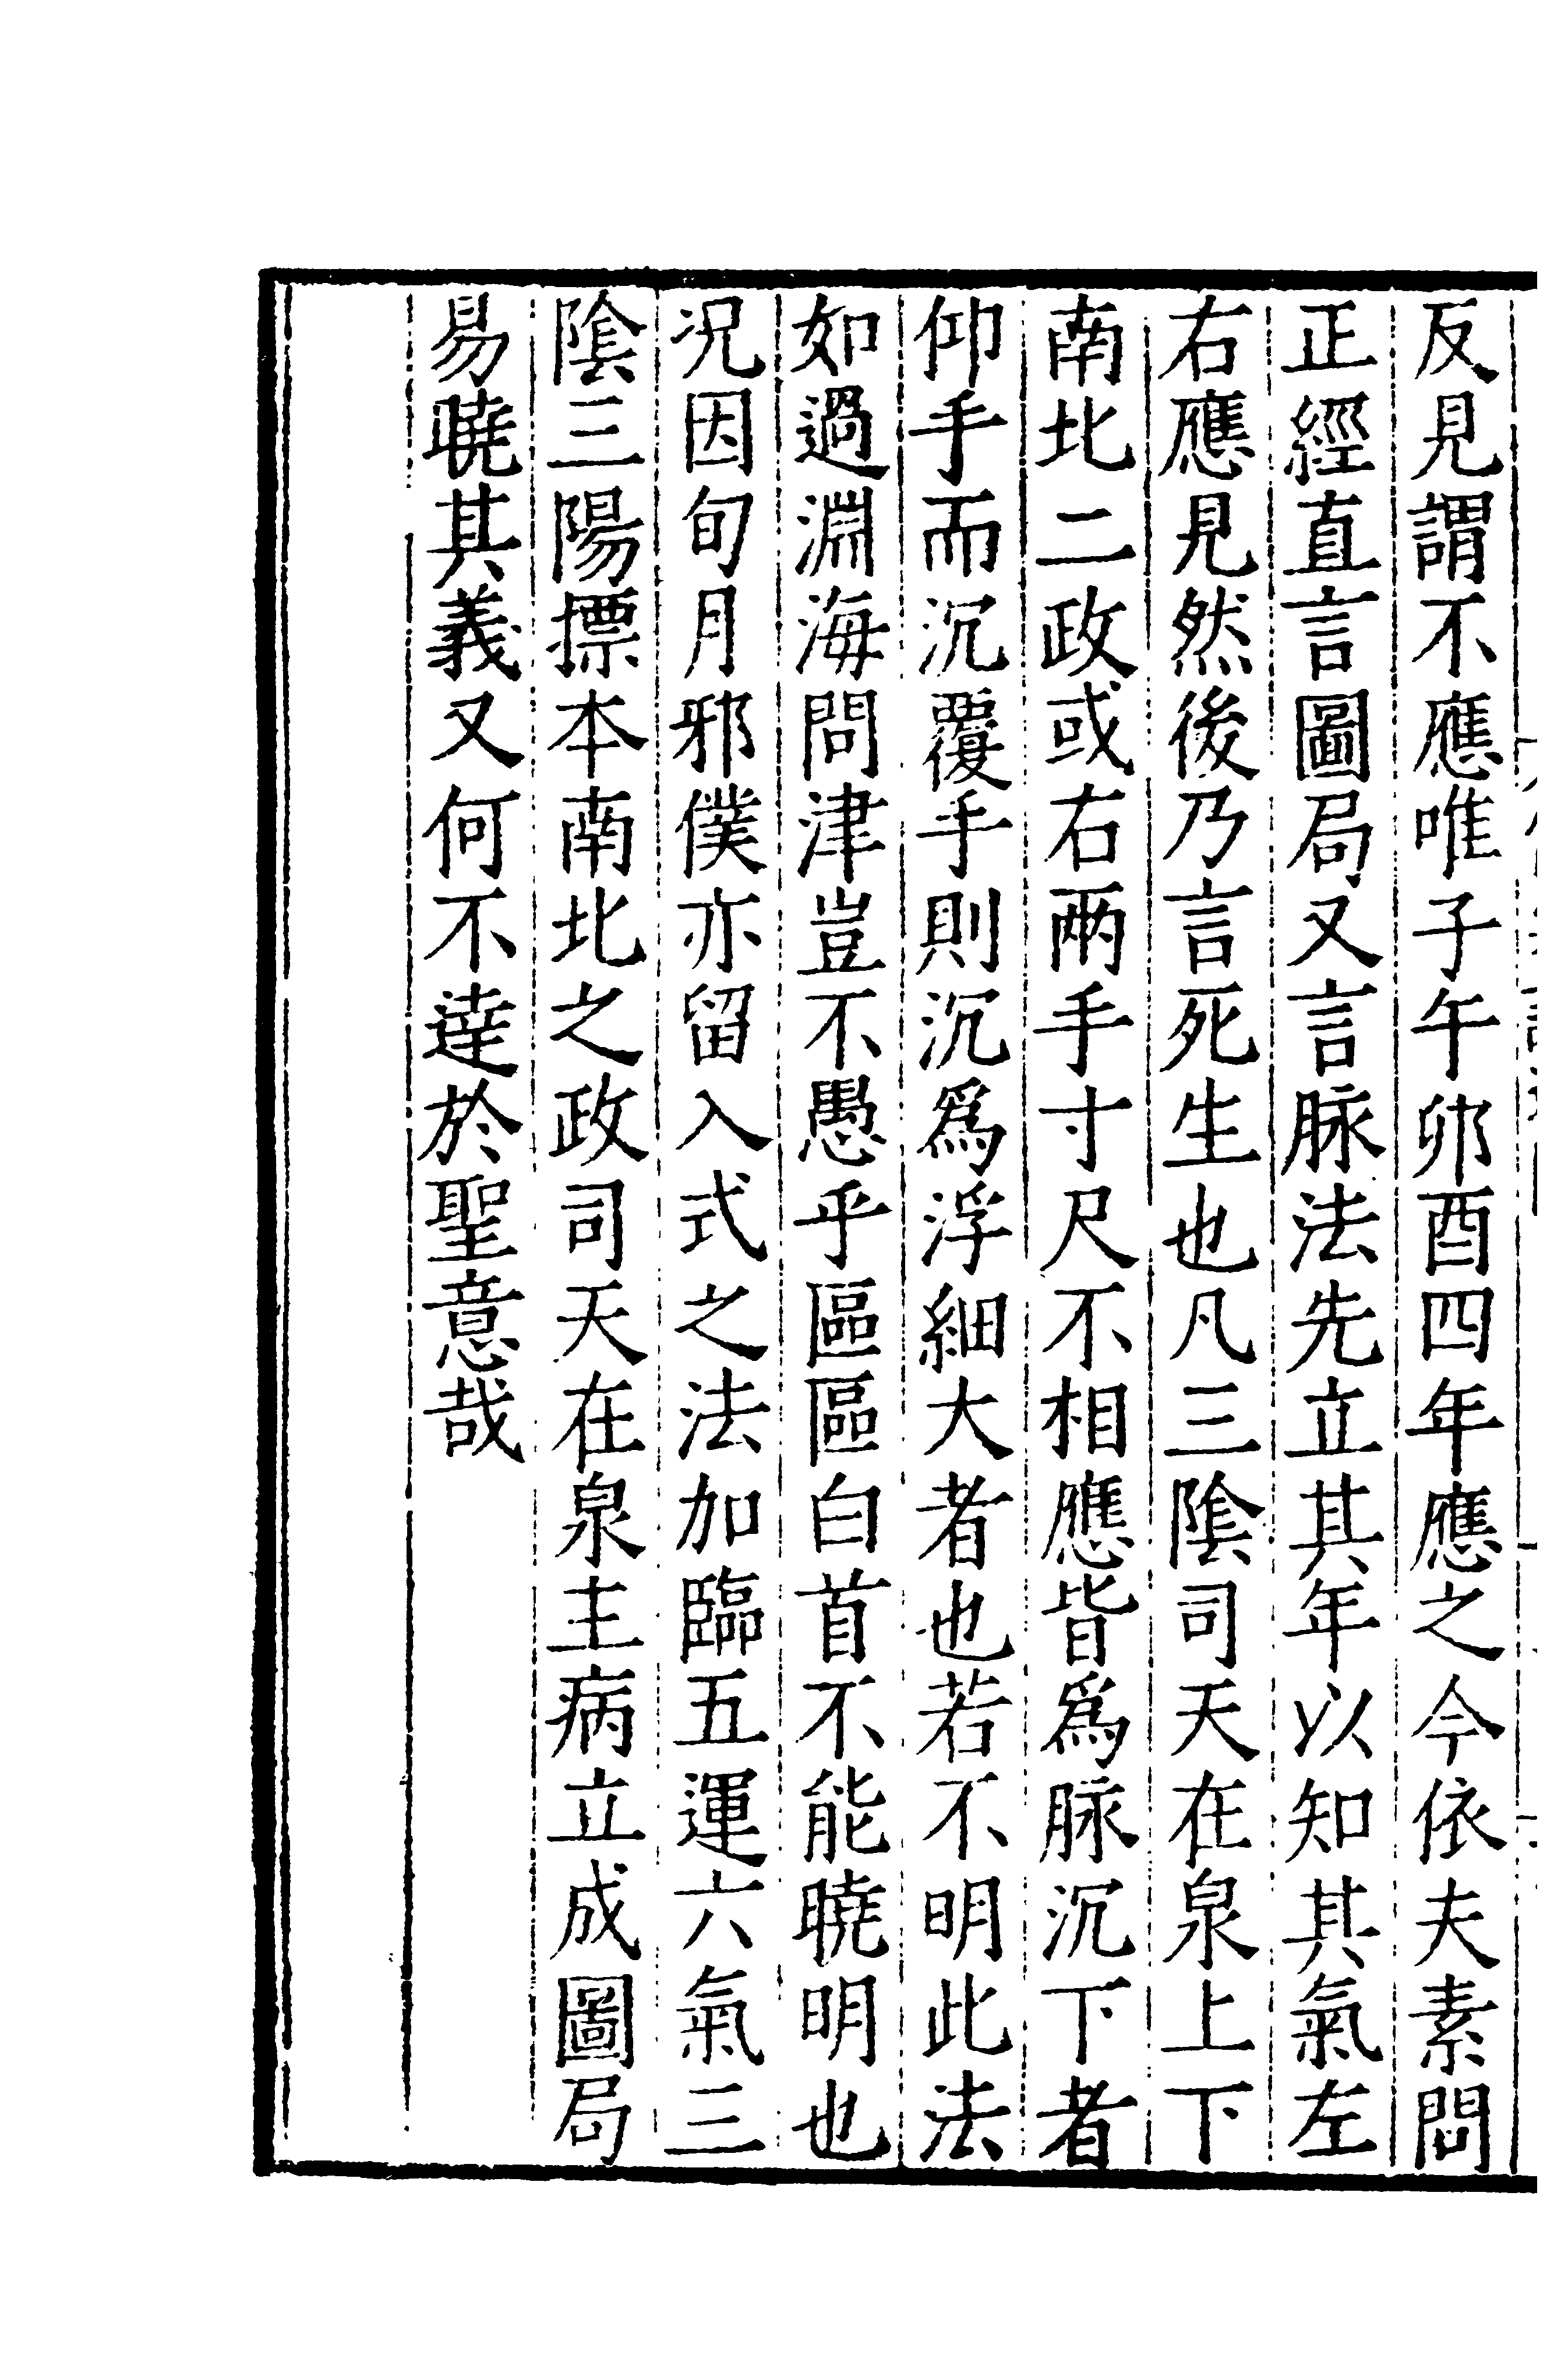 反見謂不應唯子午卯酉四年應之今依夫素問
正經直言圖局又言脉法先立其年以知其氣左
右應見然後乃言死生也凡三隂司天在泉上下
南北二政或右兩手寸尺不相應皆爲脉沉下者
仰手而沉覆手則沉爲浮細大者也若不明此法
如過淵海問津豈不愚乎區區白首不能曉明也
况因旬月邪僕亦留入式之法加臨五運六氣三
隂三陽摽本南北之政司天在泉主病立成圖局
易曉其義又何不達於聖意哉